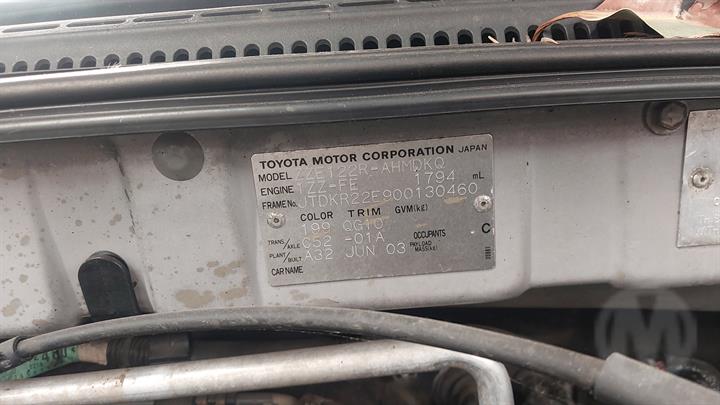 TOYOTA MOTOR CORPORATION JAPAN
MODEL ZZE122R-AHMDKQ
ENGINE 1ZZ-FE 1794 mL
FRAME No. JTDKR22E900130460
COLOR TRIM GVM(kg)
199 QG10
TRANS/AXLE C52 -01A OCCUPANTS C
PLANT/BUILT A32 JUN 03 PAYLOAD MASS(kg)
CAR NAME
M